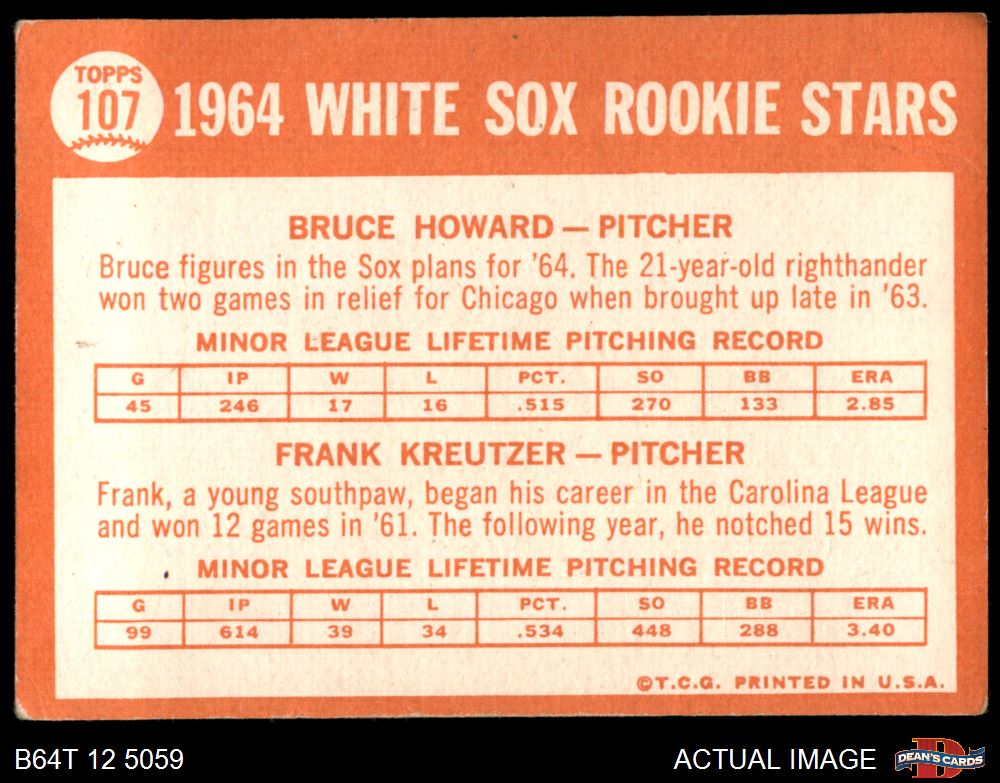 TOPPS
107
1964 WHITE SOX ROOKIE STARS
BRUCE HOWARD — PITCHER
Bruce figures in the Sox plans for '64. The 21-year-old righthander
won two games in relief for Chicago when brought up late in '63.
MINOR LEAGUE LIFETIME PITCHING RECORD
G IP W L PCT. SO BB ERA
45 246 17 16 .515 270 133 2.85
FRANK KREUTZER — PITCHER
Frank, a young southpaw, began his career in the Carolina League
and won 12 games in '61. The following year, he notched 15 wins.
MINOR LEAGUE LIFETIME PITCHING RECORD
G IP W L PCT. SO BB ERA
99 614 39 34 .534 448 288 3.40
©T.C.G. PRINTED IN U.S.A.
B64T 12 5059
ACTUAL IMAGE
D
DEAN'S CARDS